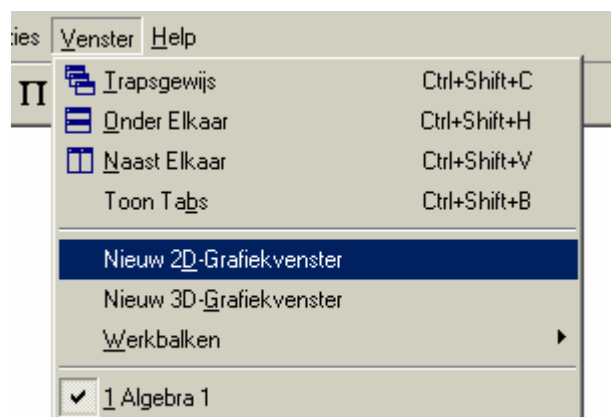 ties Venster Help
Π
Trapsgewijs Ctrl+Shift+C
Onder Elkaar Ctrl+Shift+H
Naast Elkaar Ctrl+Shift+V
Toon Tabs Ctrl+Shift+B
Nieuw 2D-Grafiekvenster
Nieuw 3D-Grafiekvenster
Werkbalken
1 Algebra 1